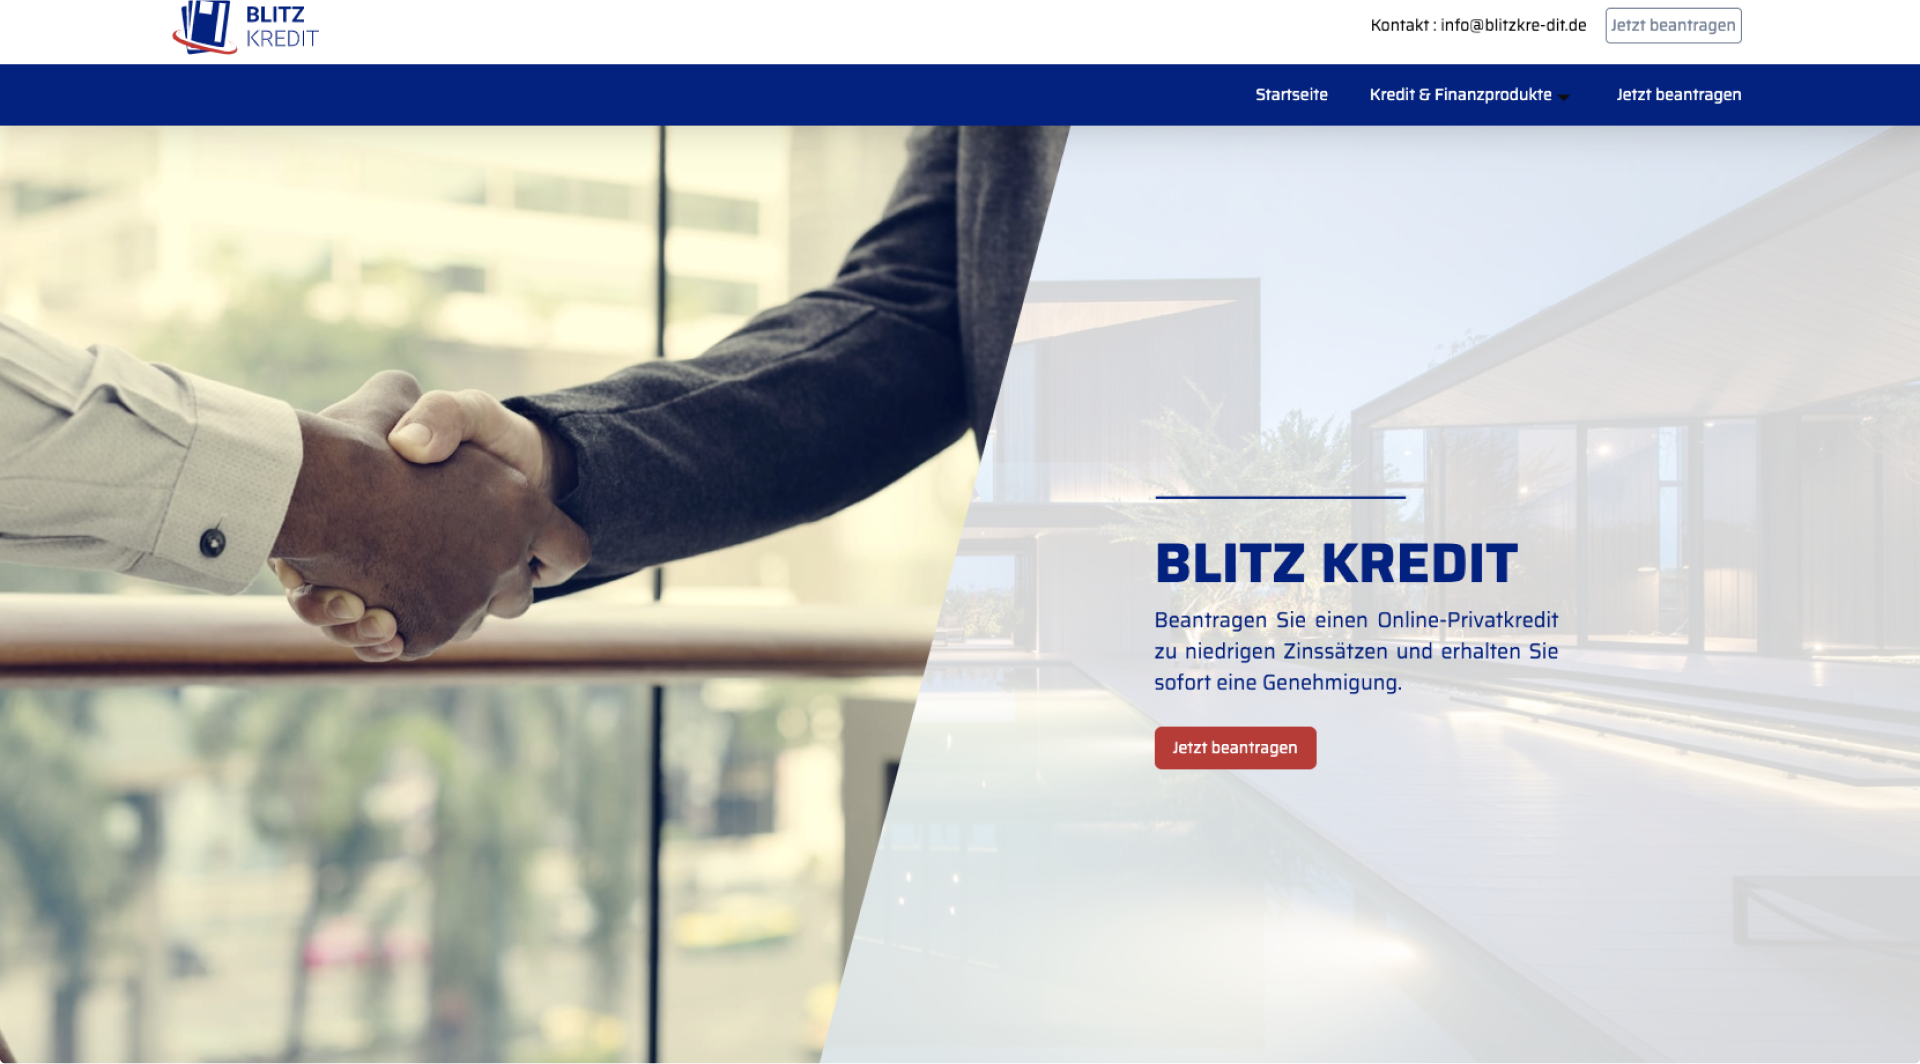 BLITZ
KREDIT
Kontakt : info@blitzkre-dit.de
Jetzt beantragen
Startseite
Kredit & Finanzprodukte
Jetzt beantragen
BLITZ KREDIT
Beantragen Sie einen Online-Privatkredit
zu niedrigen Zinssätzen und erhalten Sie
sofort eine Genehmigung.
Jetzt beantragen